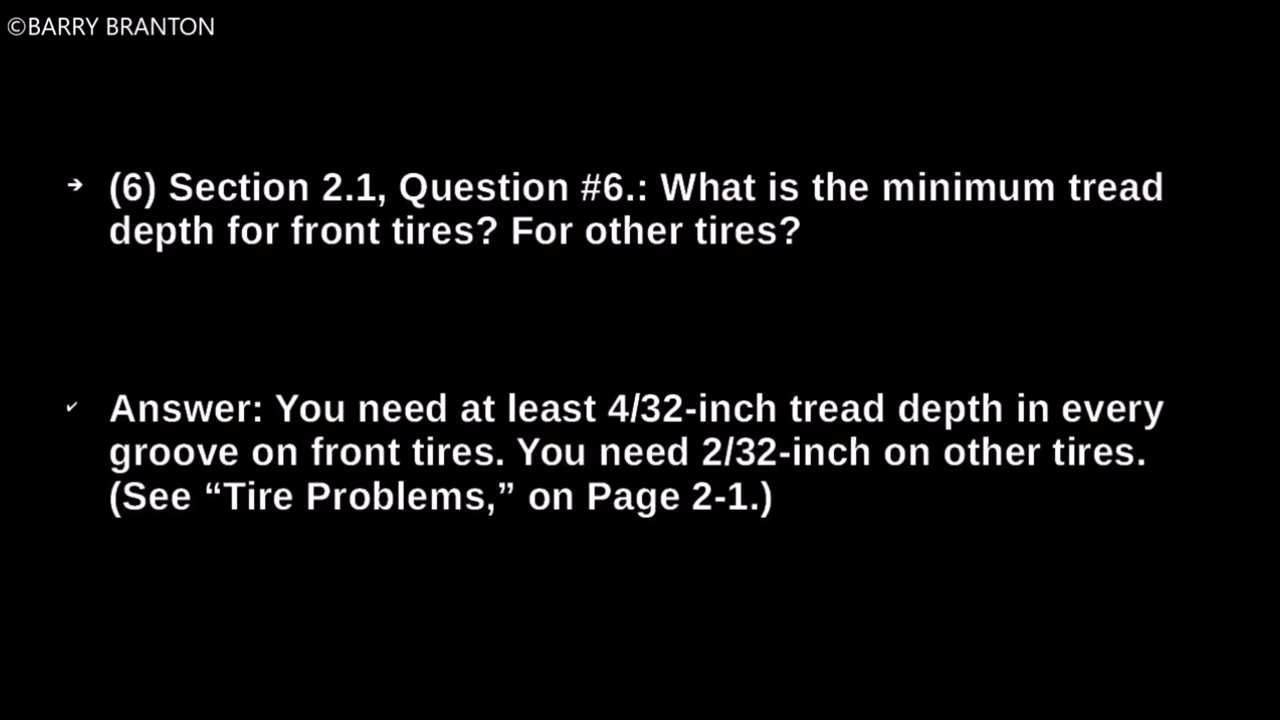 ©BARRY BRANTON
➔ (6) Section 2.1, Question #6.: What is the minimum tread
depth for front tires? For other tires?
✓ Answer: You need at least 4/32-inch tread depth in every
groove on front tires. You need 2/32-inch on other tires.
(See “Tire Problems,” on Page 2-1.)